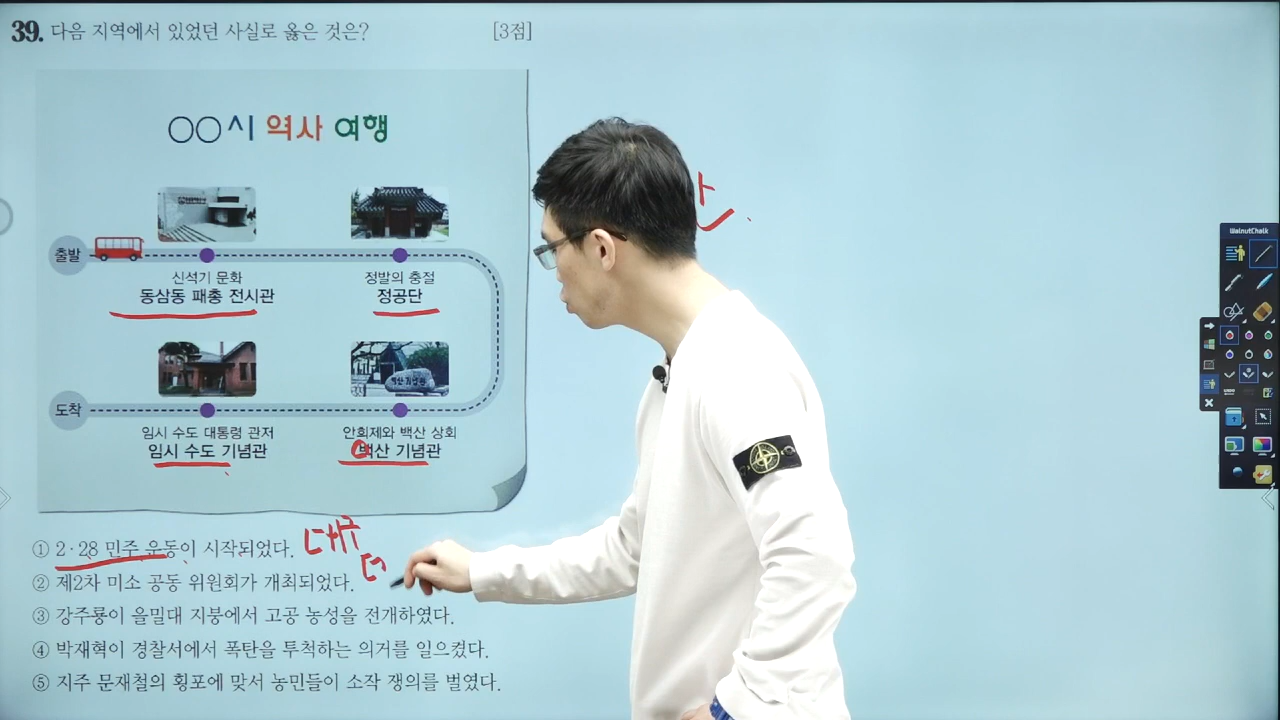 39. 다음 지역에서 있었던 사실로 옳은 것은? [3점]
○○시 역사 여행
출발
신석기 문화
동삼동 패총 전시관
정발의 충절
정공단
도착
임시 수도 대통령 관저
임시 수도 기념관
안희제와 백산 상회
백산 기념관
① 2·28 민주 운동이 시작되었다.
대구
② 제2차 미소 공동 위원회가 개최되었다.
③ 강주룡이 을밀대 지붕에서 고공 농성을 전개하였다.
④ 박재혁이 경찰서에서 폭탄을 투척하는 의거를 일으켰다.
⑤ 지주 문재철의 횡포에 맞서 농민들이 소작 쟁의를 벌였다.
WalnutChalk